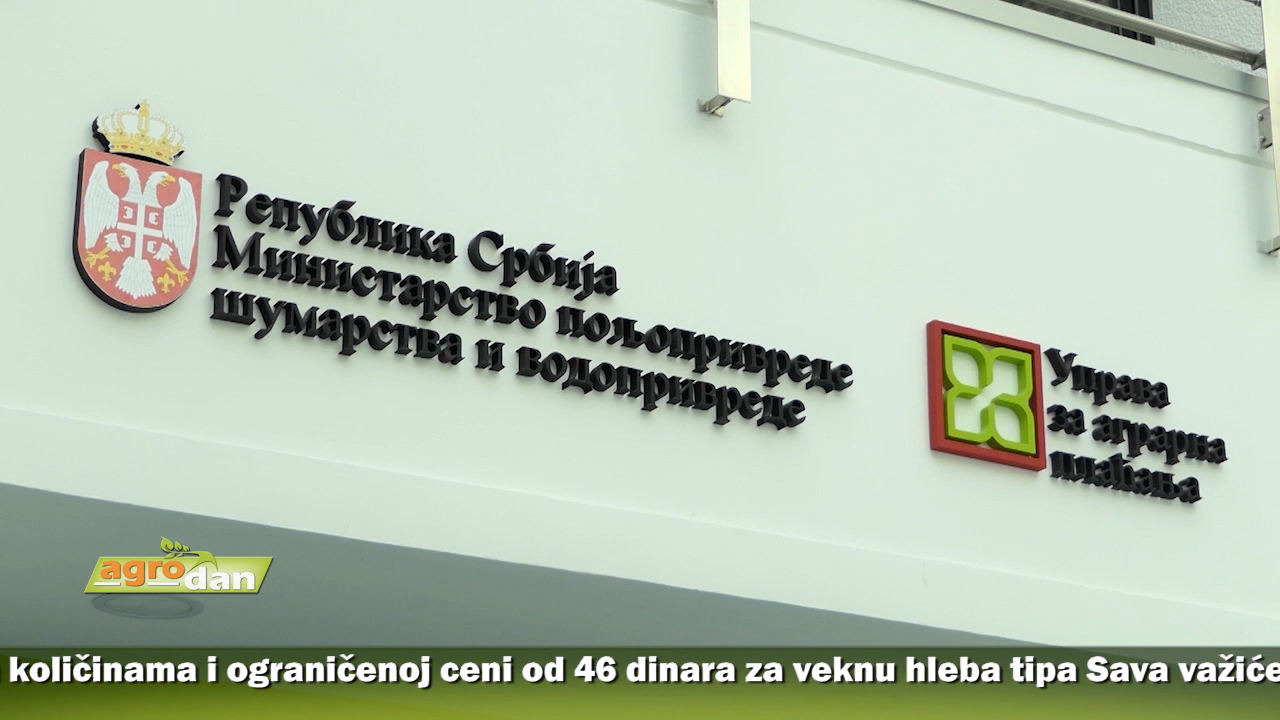 Република Србија
Министарство пољопривреде
шумарства и водопривреде
Управа
за аграрна
плаћања
agro
dan
količinama i ograničenoj ceni od 46 dinara za veknu hleba tipa Sava važiće